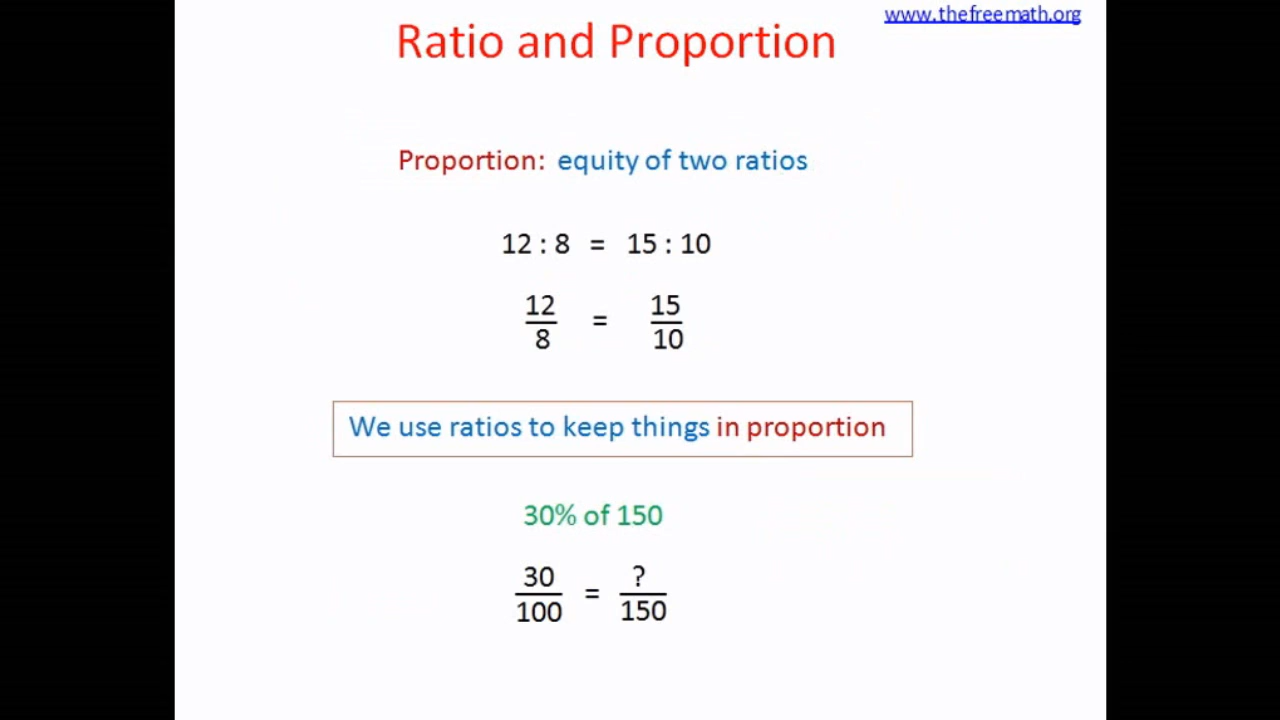 www.thefreemath.org
Ratio and Proportion
Proportion: equity of two ratios
12 : 8 = 15 : 10
12/8 = 15/10
We use ratios to keep things in proportion
30% of 150
30/100 = ?/150